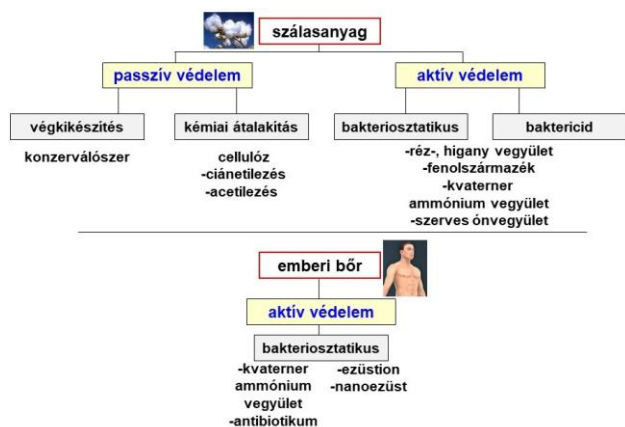 szálasanyag
passzív védelem
aktív védelem
végkikészítés
kémiai átalakitás
bakteriosztatikus
baktericid
konzerválószer
cellulóz
-ciánetilezés
-acetilezés
-réz-, higany vegyület
-fenolszármazék
-kvaterner
ammónium vegyület
-szerves ónvegyület
emberi bőr
aktív védelem
bakteriosztatikus
-kvaterner
ammónium
vegyület
-antibiotikum
-ezüstion
-nanoezüst